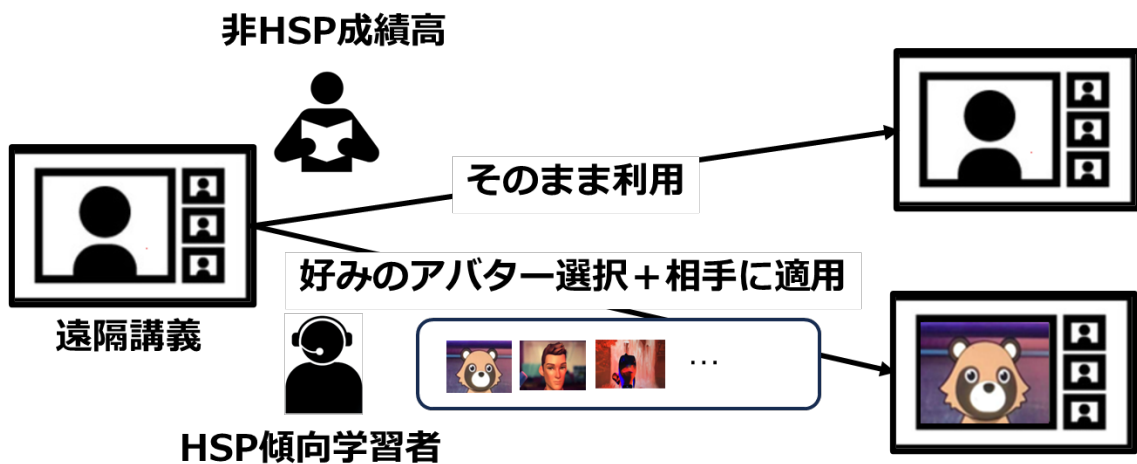 非HSP成績高
そのまま利用
好みのアバター選択+相手に適用
遠隔講義
…
HSP傾向学習者